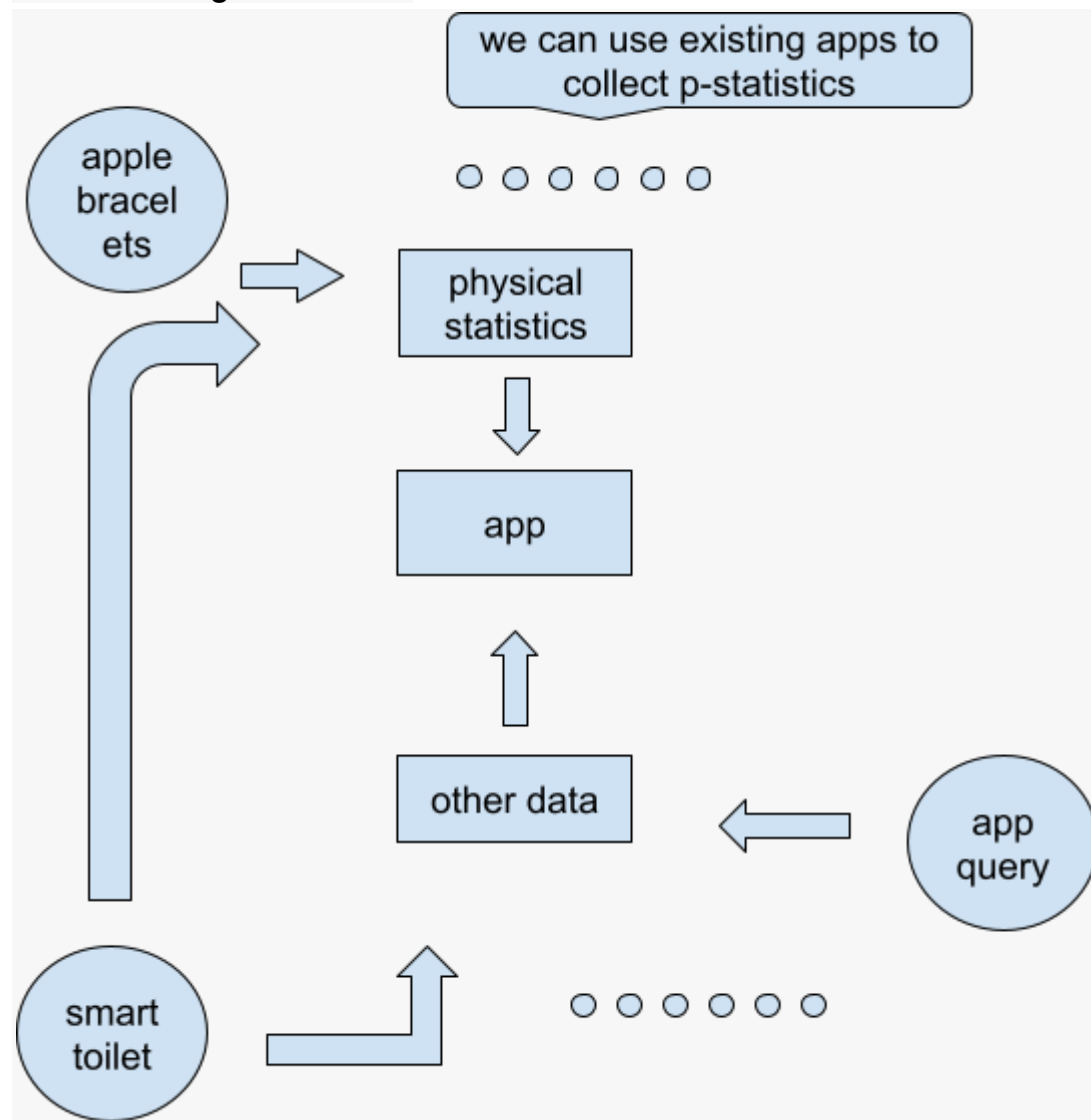 we can use existing apps to
collect p-statistics
apple
bracel
ets
physical
statistics
app
other data
app
query
smart
toilet